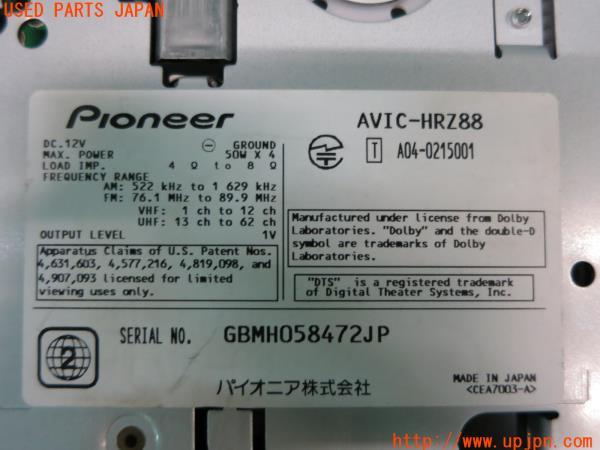 USED PARTS JAPAN
Pioneer
AVIC-HRZ88
DC.12V GROUND
MAX. POWER 50W X 4
LOAD IMP. 4 Ω to 8 Ω
FREQUENCY RANGE
AM: 522 kHz to 1 629 kHz
FM: 76.1 MHz to 89.9 MHz
VHF: 1 ch to 12 ch
UHF: 13 ch to 62 ch
OUTPUT LEVEL 1V
T A04-0215001
Apparatus Claims of U.S. Patent Nos.
4,631,603, 4,577,216, 4,819,098, and
4,907,093 licensed for limited
viewing uses only.
Manufactured under license from Dolby
Laboratories. "Dolby" and the double-D
symbol are trademarks of Dolby
Laboratories.
"DTS" is a registered trademark
of Digital Theater Systems, Inc.
2
SERIAL NO. GBMH058472JP
パイオニア株式会社
MADE IN JAPAN
<CEA7003-A>
http://www.upjpn.com/